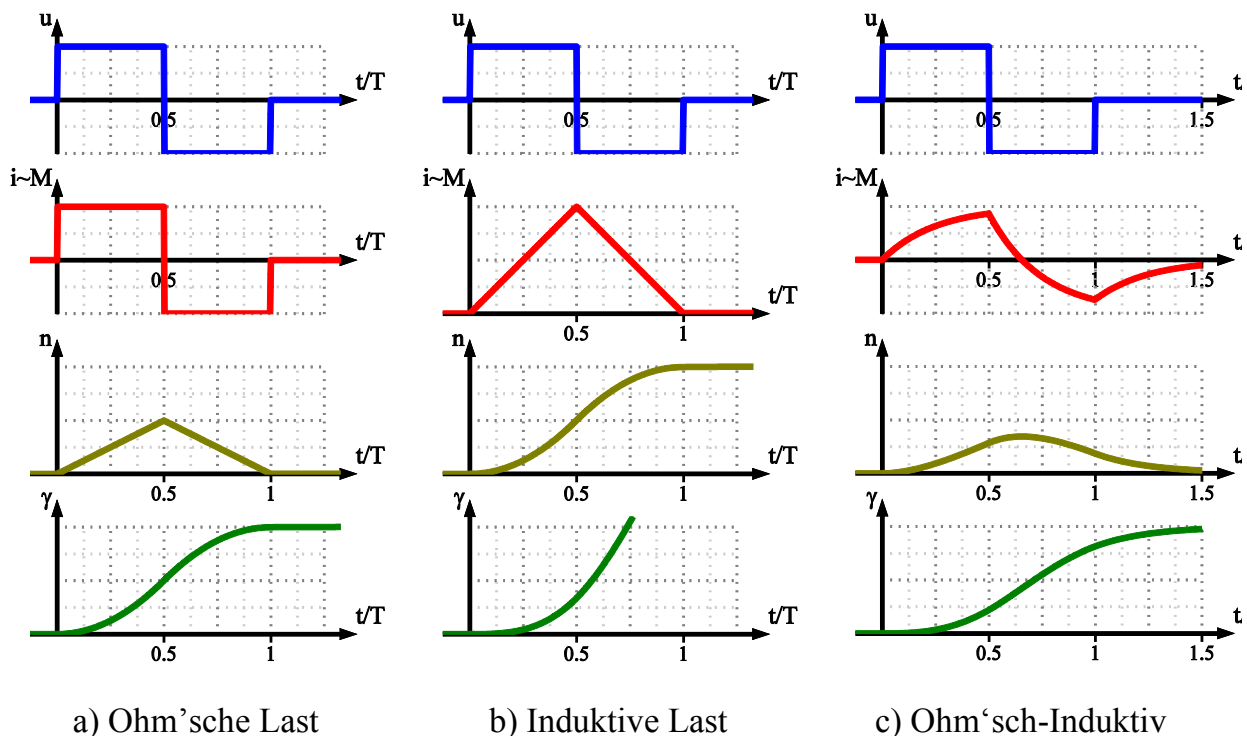 u u u
t/T t/T t/
0.5 0.5 0.5 1 1.5
i~M i~M i~M
t/T t/T t/
0.5 0.5 1 0.5 1 1.5
n n n
t/T t/T t/
0.5 1 0.5 1 0.5 1 1.5
γ γ γ
t/T t/T t/
0.5 1 0.5 1 0.5 1 1.5
a) Ohm’sche Last b) Induktive Last c) Ohm‘sch-Induktiv